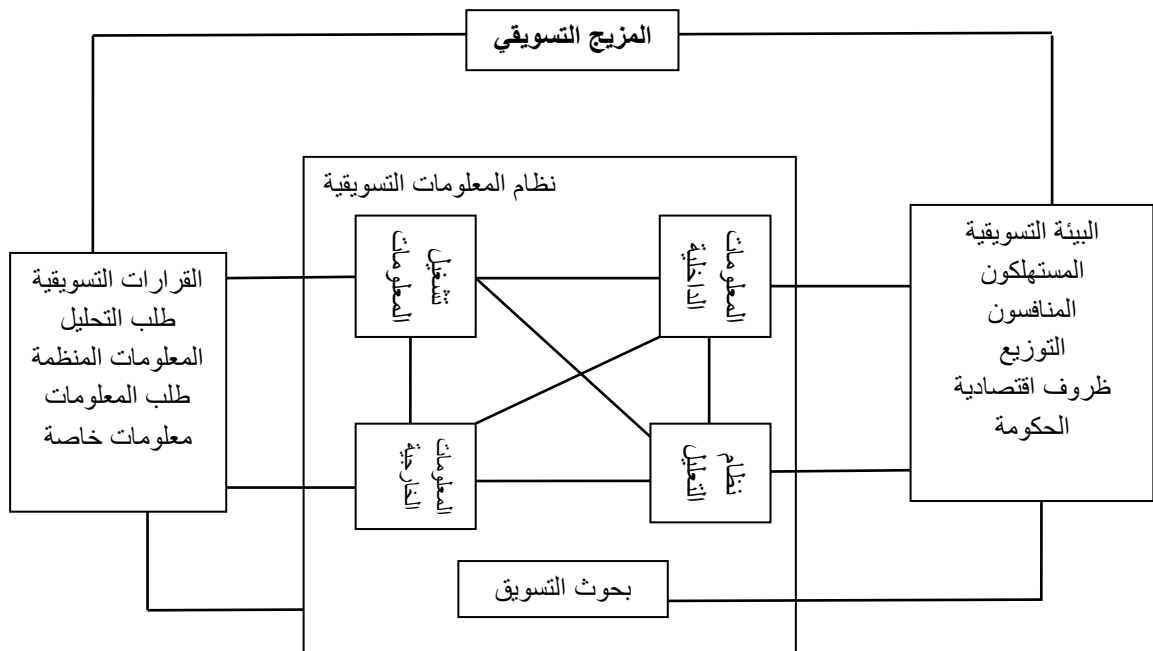 المزيج التسويقي
نظام المعلومات التسويقية
البيئة التسويقية
المستهلكون
المنافسون
التوزيع
ظروف اقتصادية
الحكومة
المعلومات
الداخلية
تشغيل
المعلومات
القرارات التسويقية
طلب التحليل
المعلومات المنظمة
طلب المعلومات
معلومات خاصة
نظام
التحليل
المعلومات
الخارجية
بحوث التسويق